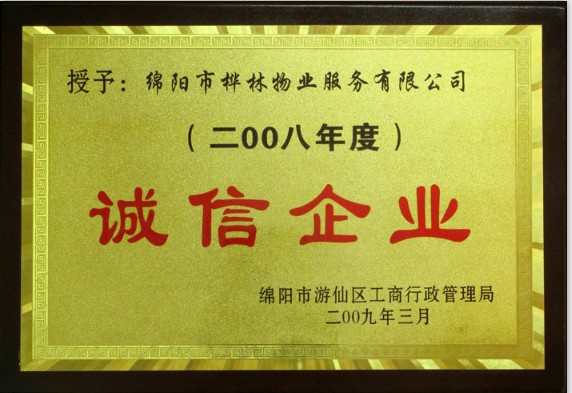 授予：绵阳市桦林物业服务有限公司
（二00八年度）
诚信企业
绵阳市游仙区工商行政管理局
二00九年三月